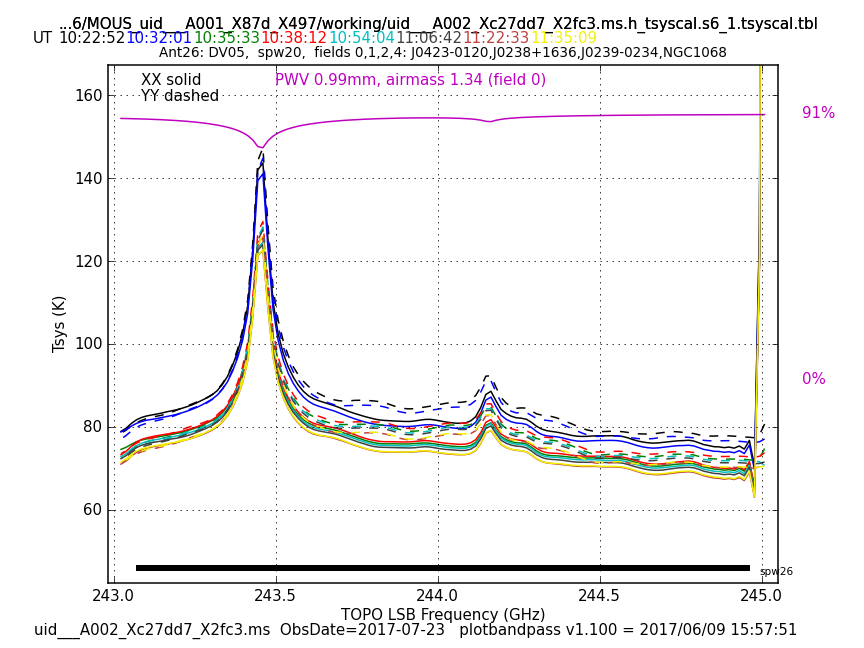 ...6/MOUS_uid___A001_X87d_X497/working/uid___A002_Xc27dd7_X2fc3.ms.h_tsyscal.s6_1.tsyscal.tbl
UT 10:22:52 10:32:01 10:35:33 10:38:12 10:54:04 11:06:42 11:22:33 11:35:09
Ant26: DV05, spw20, fields 0,1,2,4: J0423-0120,J0238+1636,J0239-0234,NGC1068
XX solid
YY dashed
PWV 0.99mm, airmass 1.34 (field 0)
91%
0%
Tsys (K)
160
140
120
100
80
60
spw26
243.0 243.5 244.0 244.5 245.0
TOPO LSB Frequency (GHz)
uid___A002_Xc27dd7_X2fc3.ms ObsDate=2017-07-23 plotbandpass v1.100 = 2017/06/09 15:57:51